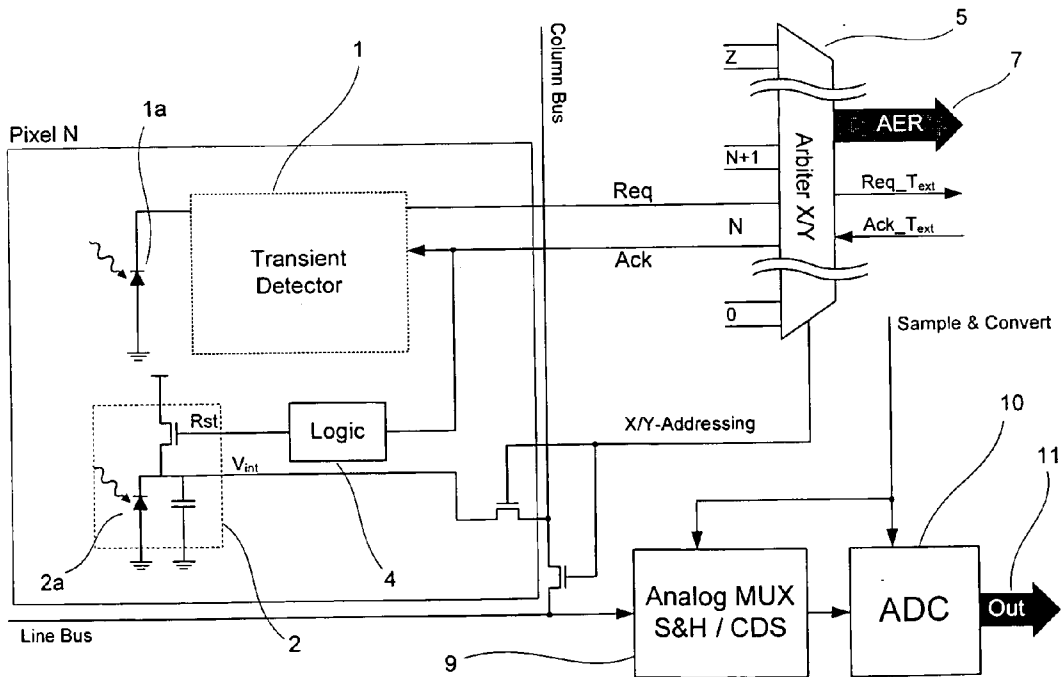 1
5
Column Bus
Z
7
1a
AER
Pixel N
N+1
Arbiter X/Y
Req
Req_Text
N
Ack_Text
Transient
Detector
Ack
0
Sample & Convert
Rst
Logic
X/Y-Addressing
10
Vint
11
2a
4
Analog MUX
S&H / CDS
ADC
Out
Line Bus
2
9